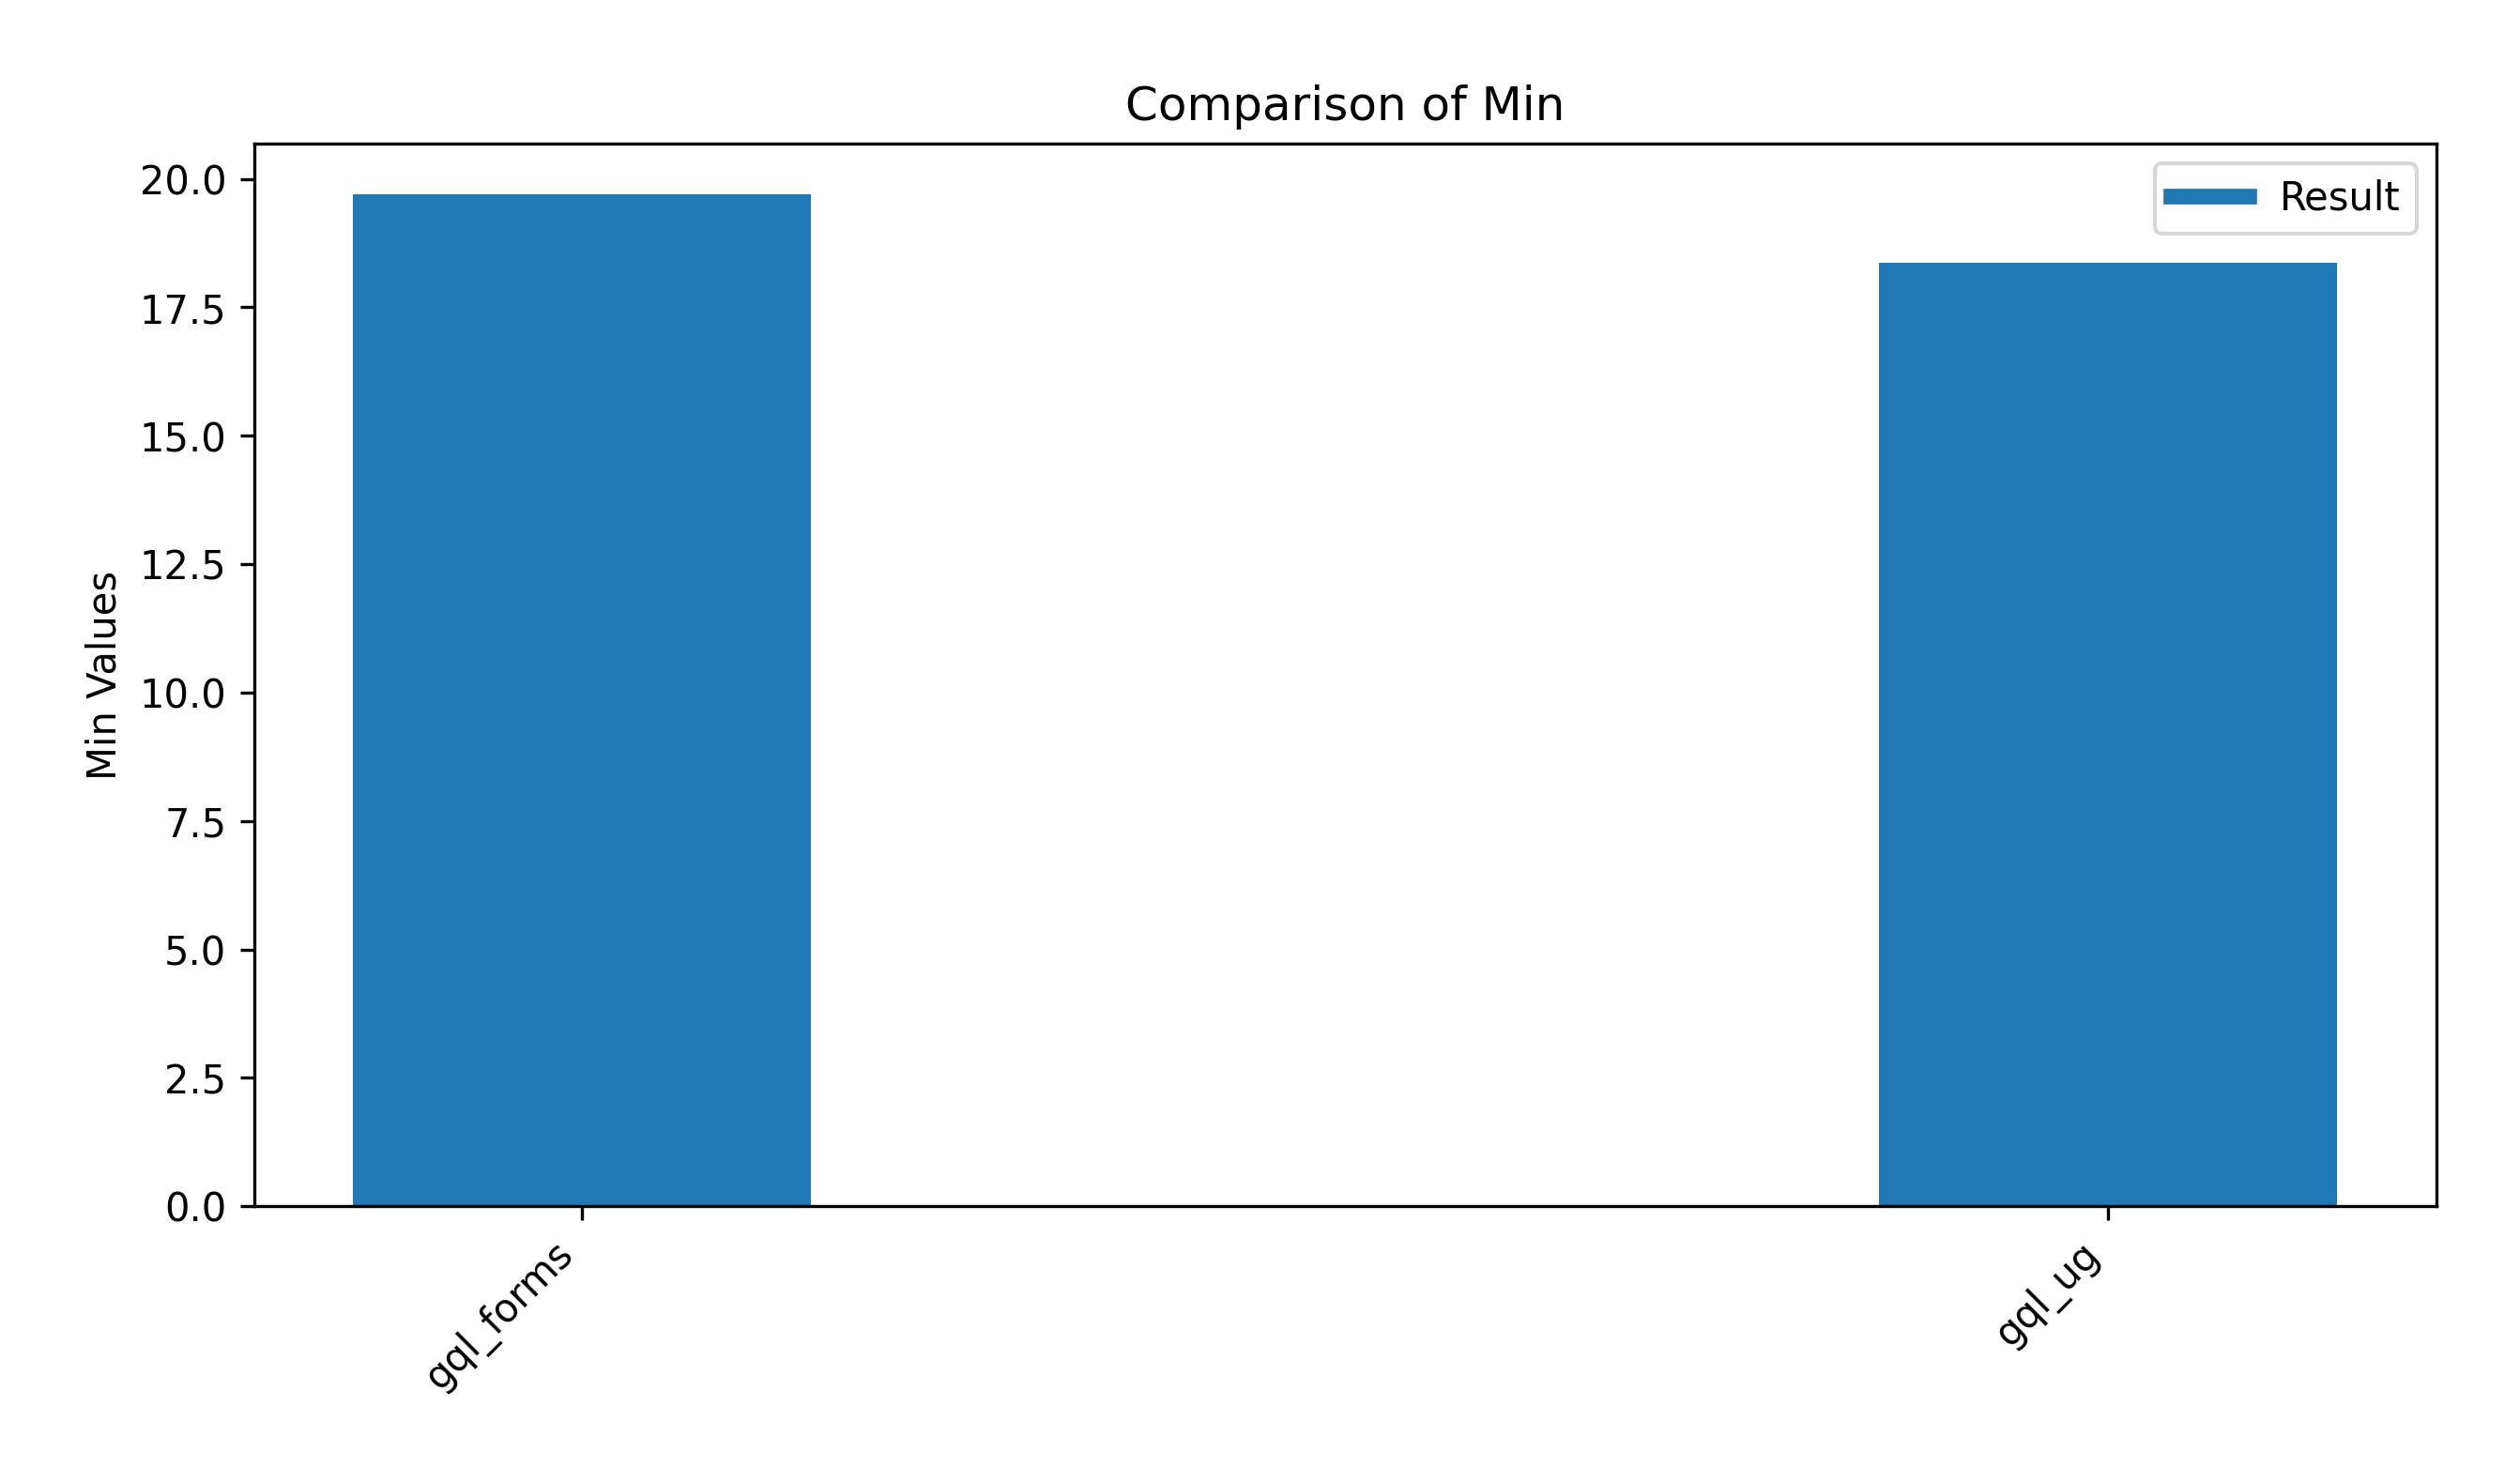 Comparison of Min
Result
Min Values
20.0
17.5
15.0
12.5
10.0
7.5
5.0
2.5
0.0
gql_forms
gql_ug